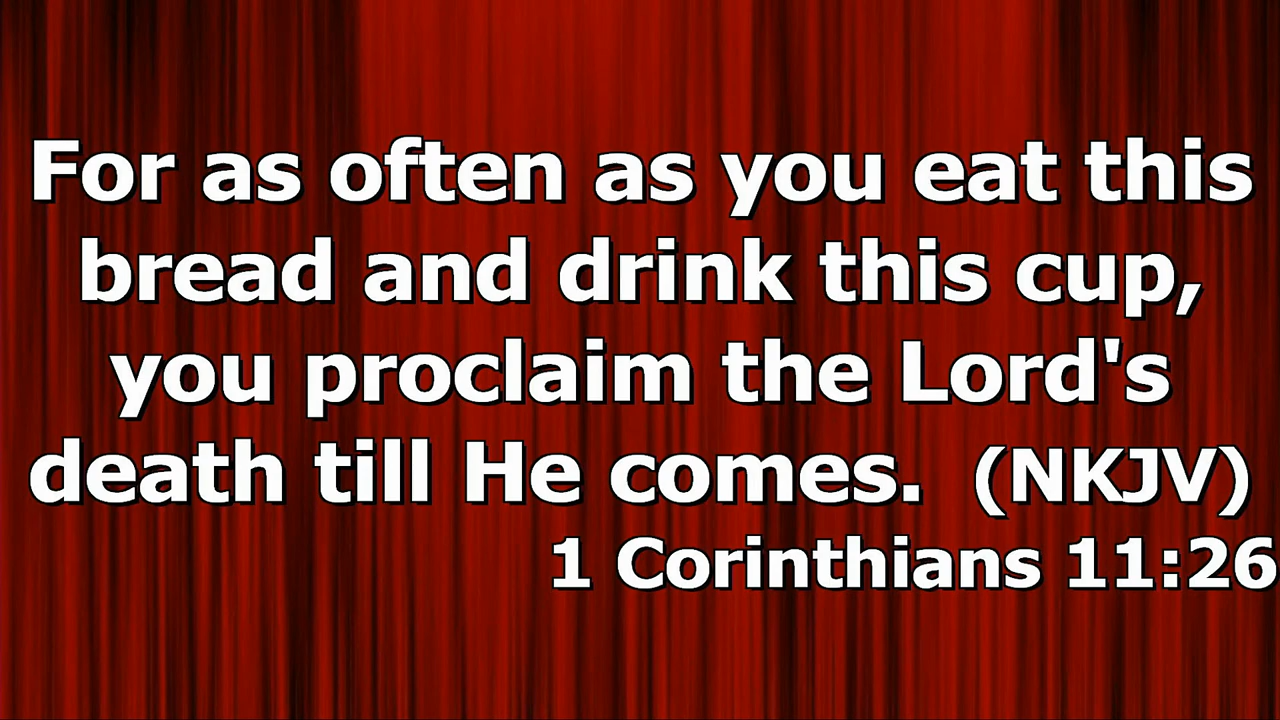 For as often as you eat this
bread and drink this cup,
you proclaim the Lord's
death till He comes.  (NKJV)
1 Corinthians 11:26